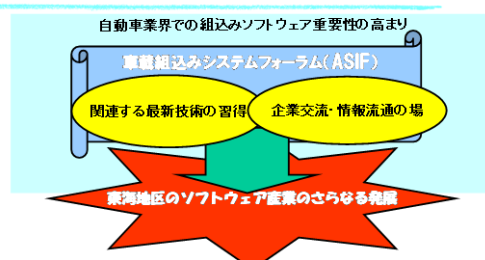 自動車業界での組込みソフトウェア重要性の高まり
車載組込みシステムフォーラム(ASIF)
関連する最新技術の習得
企業交流・情報流通の場
東海地区のソフトウェア産業のさらなる発展